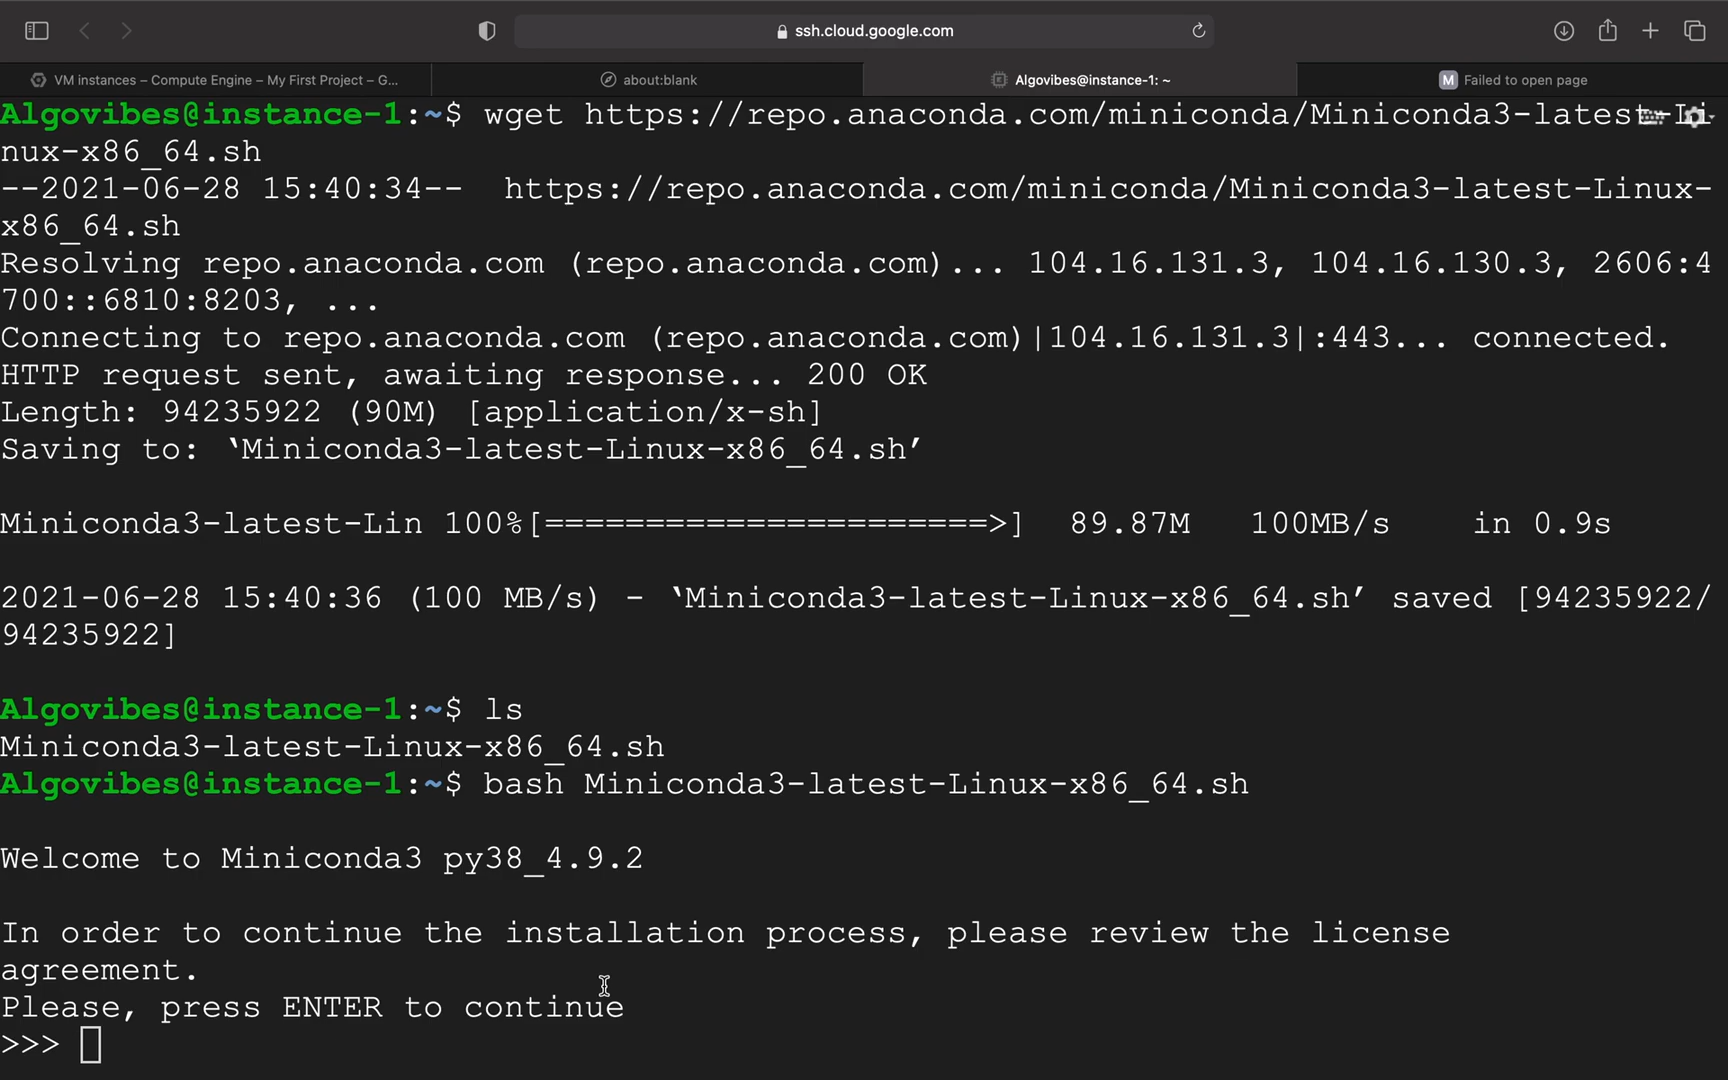 ssh.cloud.google.com
VM instances – Compute Engine – My First Project – G...
about:blank
Algovibes@instance-1: ~
M Failed to open page
Algovibes@instance-1:~$ wget https://repo.anaconda.com/miniconda/Miniconda3-latest-Li
nux-x86_64.sh
--2021-06-28 15:40:34--  https://repo.anaconda.com/miniconda/Miniconda3-latest-Linux-
x86_64.sh
Resolving repo.anaconda.com (repo.anaconda.com)... 104.16.131.3, 104.16.130.3, 2606:4
700::6810:8203, ...
Connecting to repo.anaconda.com (repo.anaconda.com)|104.16.131.3|:443... connected.
HTTP request sent, awaiting response... 200 OK
Length: 94235922 (90M) [application/x-sh]
Saving to: ‘Miniconda3-latest-Linux-x86_64.sh’
Miniconda3-latest-Lin 100%[======================>]  89.87M   100MB/s    in 0.9s
2021-06-28 15:40:36 (100 MB/s) - ‘Miniconda3-latest-Linux-x86_64.sh’ saved [94235922/
94235922]
Algovibes@instance-1:~$ ls
Miniconda3-latest-Linux-x86_64.sh
Algovibes@instance-1:~$ bash Miniconda3-latest-Linux-x86_64.sh
Welcome to Miniconda3 py38_4.9.2
In order to continue the installation process, please review the license
agreement.
Please, press ENTER to continue
>>>